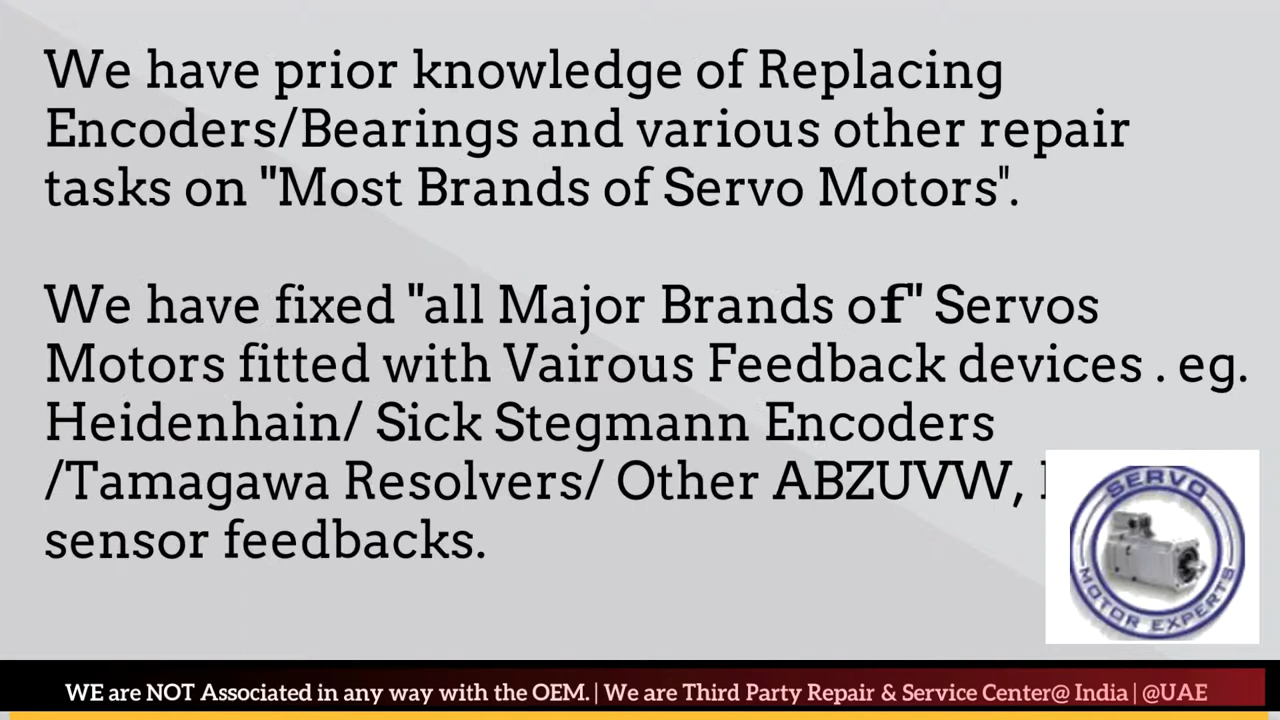 We have prior knowledge of Replacing
Encoders/Bearings and various other repair
tasks on "Most Brands of Servo Motors".
We have fixed "all Major Brands of" Servos
Motors fitted with Vairous Feedback devices . eg.
Heidenhain/ Sick Stegmann Encoders
/Tamagawa Resolvers/ Other ABZUVW,
sensor feedbacks.
SERVO
MOTOR EXPERTS
WE are NOT Associated in any way with the OEM. | We are Third Party Repair & Service Center@ India | @UAE